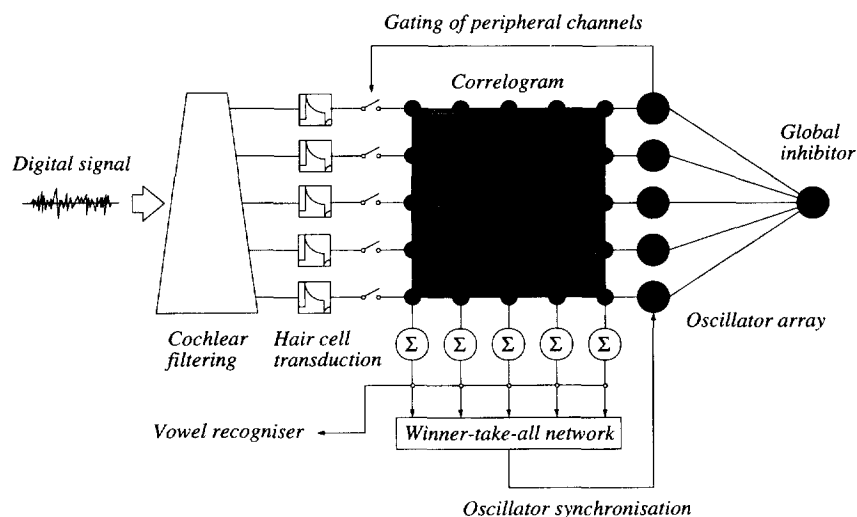 Gating of peripheral channels
Correlogram
Global
inhibitor
Digital signal
Oscillator array
Cochlear
filtering
Hair cell
transduction
Σ Σ Σ Σ Σ
Vowel recogniser
Winner-take-all network
Oscillator synchronisation